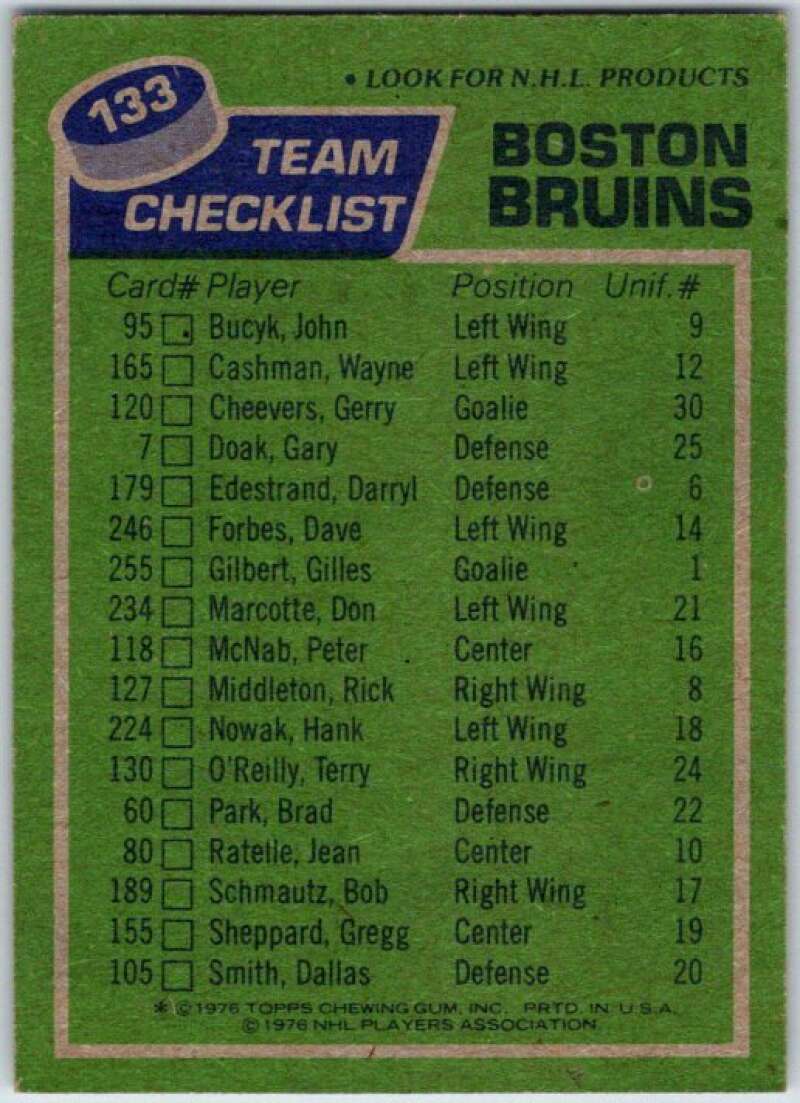 133
• LOOK FOR N.H.L. PRODUCTS
TEAM CHECKLIST
BOSTON BRUINS
Card# Player Position Unif. #
95 Bucyk, John Left Wing 9
165 Cashman, Wayne Left Wing 12
120 Cheevers, Gerry Goalie 30
7 Doak, Gary Defense 25
179 Edestrand, Darryl Defense 6
246 Forbes, Dave Left Wing 14
255 Gilbert, Gilles Goalie 1
234 Marcotte, Don Left Wing 21
118 McNab, Peter Center 16
127 Middleton, Rick Right Wing 8
224 Nowak, Hank Left Wing 18
130 O'Reilly, Terry Right Wing 24
60 Park, Brad Defense 22
80 Ratelle, Jean Center 10
189 Schmautz, Bob Right Wing 17
155 Sheppard, Gregg Center 19
105 Smith, Dallas Defense 20
* © 1976 TOPPS CHEWING GUM, INC. PRTD. IN U.S.A.
© 1976 NHL PLAYERS ASSOCIATION